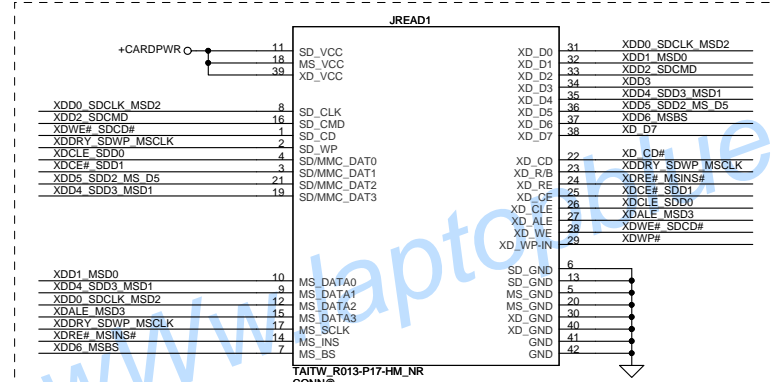 JREAD1
+CARDPWR
11 SD_VCC
18 MS_VCC
39 XD_VCC
XDD0_SDCLK_MSD2 8 SD_CLK
XDD2_SDCMD 16 SD_CMD
XDWE#_SDCD# 1 SD_CD
XDDRY_SDWP_MSCLK 2 SD_WP
XDCLE_SDD0 4 SD/MMC_DAT0
XDCE#_SDD1 3 SD/MMC_DAT1
XDD5_SDD2_MS_D5 21 SD/MMC_DAT2
XDD4_SDD3_MSD1 19 SD/MMC_DAT3
XDD1_MSD0 10 MS_DATA0
XDD4_SDD3_MSD1 9 MS_DATA1
XDD0_SDCLK_MSD2 12 MS_DATA2
XDALE_MSD3 15 MS_DATA3
XDDRY_SDWP_MSCLK 17 MS_SCLK
XDRE#_MSINS# 14 MS_INS
XDD6_MSBS 7 MS_BS
XD_D0 31 XDD0_SDCLK_MSD2
XD_D1 32 XDD1_MSD0
XD_D2 33 XDD2_SDCMD
XD_D3 34 XDD3
XD_D4 35 XDD4_SDD3_MSD1
XD_D5 36 XDD5_SDD2_MS_D5
XD_D6 37 XDD6_MSBS
XD_D7 38 XD_D7
XD_CD 22 XD_CD#
XD_R/B 23 XDDRY_SDWP_MSCLK
XD_RE 24 XDRE#_MSINS#
XD_CE 25 XDCE#_SDD1
XD_CLE 26 XDCLE_SDD0
XD_ALE 27 XDALE_MSD3
XD_WE 28 XDWE#_SDCD#
XD_WP-IN 29 XDWP#
SD_GND 6
SD_GND 13
MS_GND 5
MS_GND 20
XD_GND 30
XD_GND 40
GND 41
GND 42
TAITW_R013-P17-HM_NR
CONN@
www.laptopblue